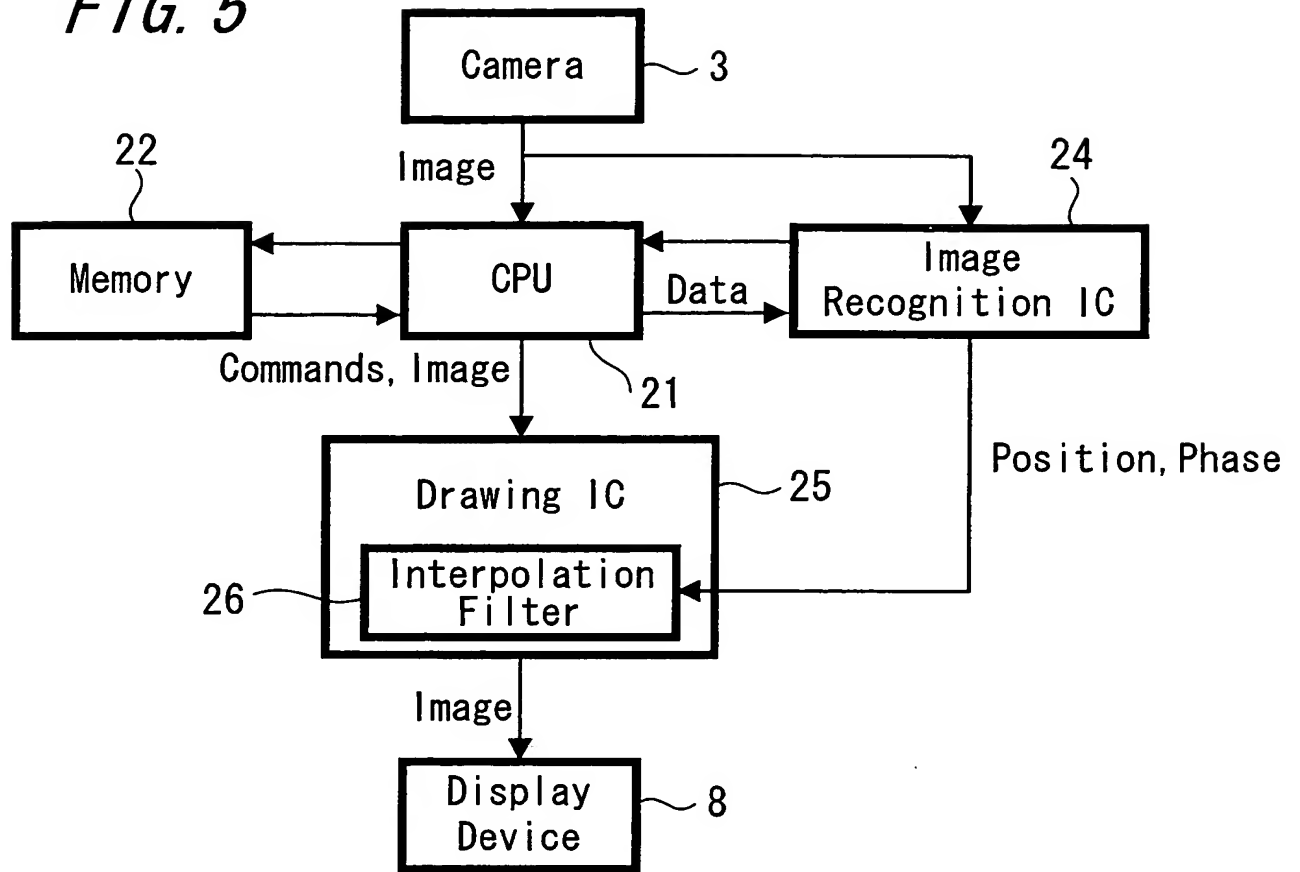 FIG. 5
Camera
3
Image
22
24
Memory
CPU
Data
Image
Recognition IC
Commands, Image
21
Position, Phase
Drawing IC
25
Interpolation
Filter
26
Image
Display
Device
8